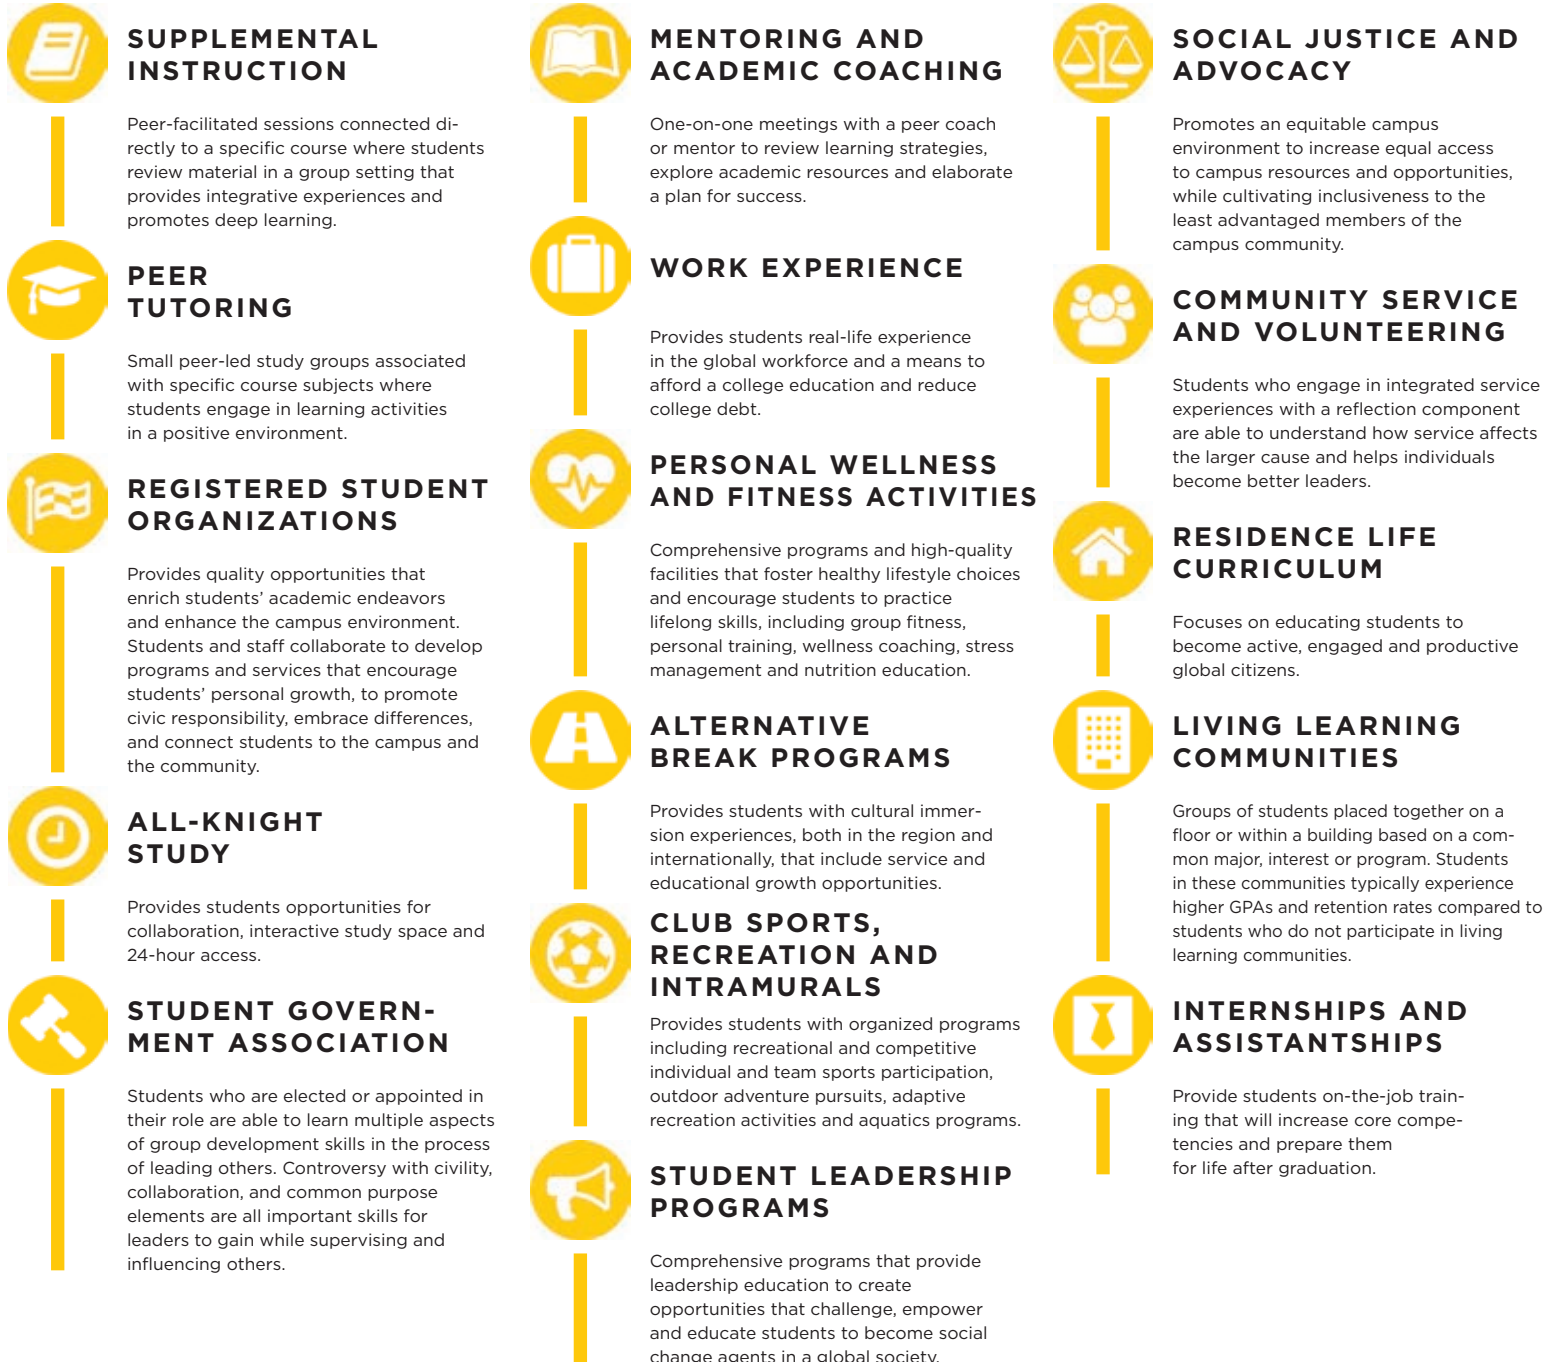 SUPPLEMENTAL
INSTRUCTION
Peer-facilitated sessions connected di-
rectly to a specific course where students
review material in a group setting that
provides integrative experiences and
promotes deep learning.
PEER
TUTORING
Small peer-led study groups associated
with specific course subjects where
students engage in learning activities
in a positive environment.
REGISTERED STUDENT
ORGANIZATIONS
Provides quality opportunities that
enrich students’ academic endeavors
and enhance the campus environment.
Students and staff collaborate to develop
programs and services that encourage
students’ personal growth, to promote
civic responsibility, embrace differences,
and connect students to the campus and
the community.
ALL-KNIGHT
STUDY
Provides students opportunities for
collaboration, interactive study space and
24-hour access.
STUDENT GOVERN-
MENT ASSOCIATION
Students who are elected or appointed in
their role are able to learn multiple aspects
of group development skills in the process
of leading others. Controversy with civility,
collaboration, and common purpose
elements are all important skills for
leaders to gain while supervising and
influencing others.
MENTORING AND
ACADEMIC COACHING
One-on-one meetings with a peer coach
or mentor to review learning strategies,
explore academic resources and elaborate
a plan for success.
WORK EXPERIENCE
Provides students real-life experience
in the global workforce and a means to
afford a college education and reduce
college debt.
PERSONAL WELLNESS
AND FITNESS ACTIVITIES
Comprehensive programs and high-quality
facilities that foster healthy lifestyle choices
and encourage students to practice
lifelong skills, including group fitness,
personal training, wellness coaching, stress
management and nutrition education.
ALTERNATIVE
BREAK PROGRAMS
Provides students with cultural immer-
sion experiences, both in the region and
internationally, that include service and
educational growth opportunities.
CLUB SPORTS,
RECREATION AND
INTRAMURALS
Provides students with organized programs
including recreational and competitive
individual and team sports participation,
outdoor adventure pursuits, adaptive
recreation activities and aquatics programs.
STUDENT LEADERSHIP
PROGRAMS
Comprehensive programs that provide
leadership education to create
opportunities that challenge, empower
and educate students to become social
change agents in a global society.
SOCIAL JUSTICE AND
ADVOCACY
Promotes an equitable campus
environment to increase equal access
to campus resources and opportunities,
while cultivating inclusiveness to the
least advantaged members of the
campus community.
COMMUNITY SERVICE
AND VOLUNTEERING
Students who engage in integrated service
experiences with a reflection component
are able to understand how service affects
the larger cause and helps individuals
become better leaders.
RESIDENCE LIFE
CURRICULUM
Focuses on educating students to
become active, engaged and productive
global citizens.
LIVING LEARNING
COMMUNITIES
Groups of students placed together on a
floor or within a building based on a com-
mon major, interest or program. Students
in these communities typically experience
higher GPAs and retention rates compared to
students who do not participate in living
learning communities.
INTERNSHIPS AND
ASSISTANTSHIPS
Provide students on-the-job train-
ing that will increase core compe-
tencies and prepare them
for life after graduation.